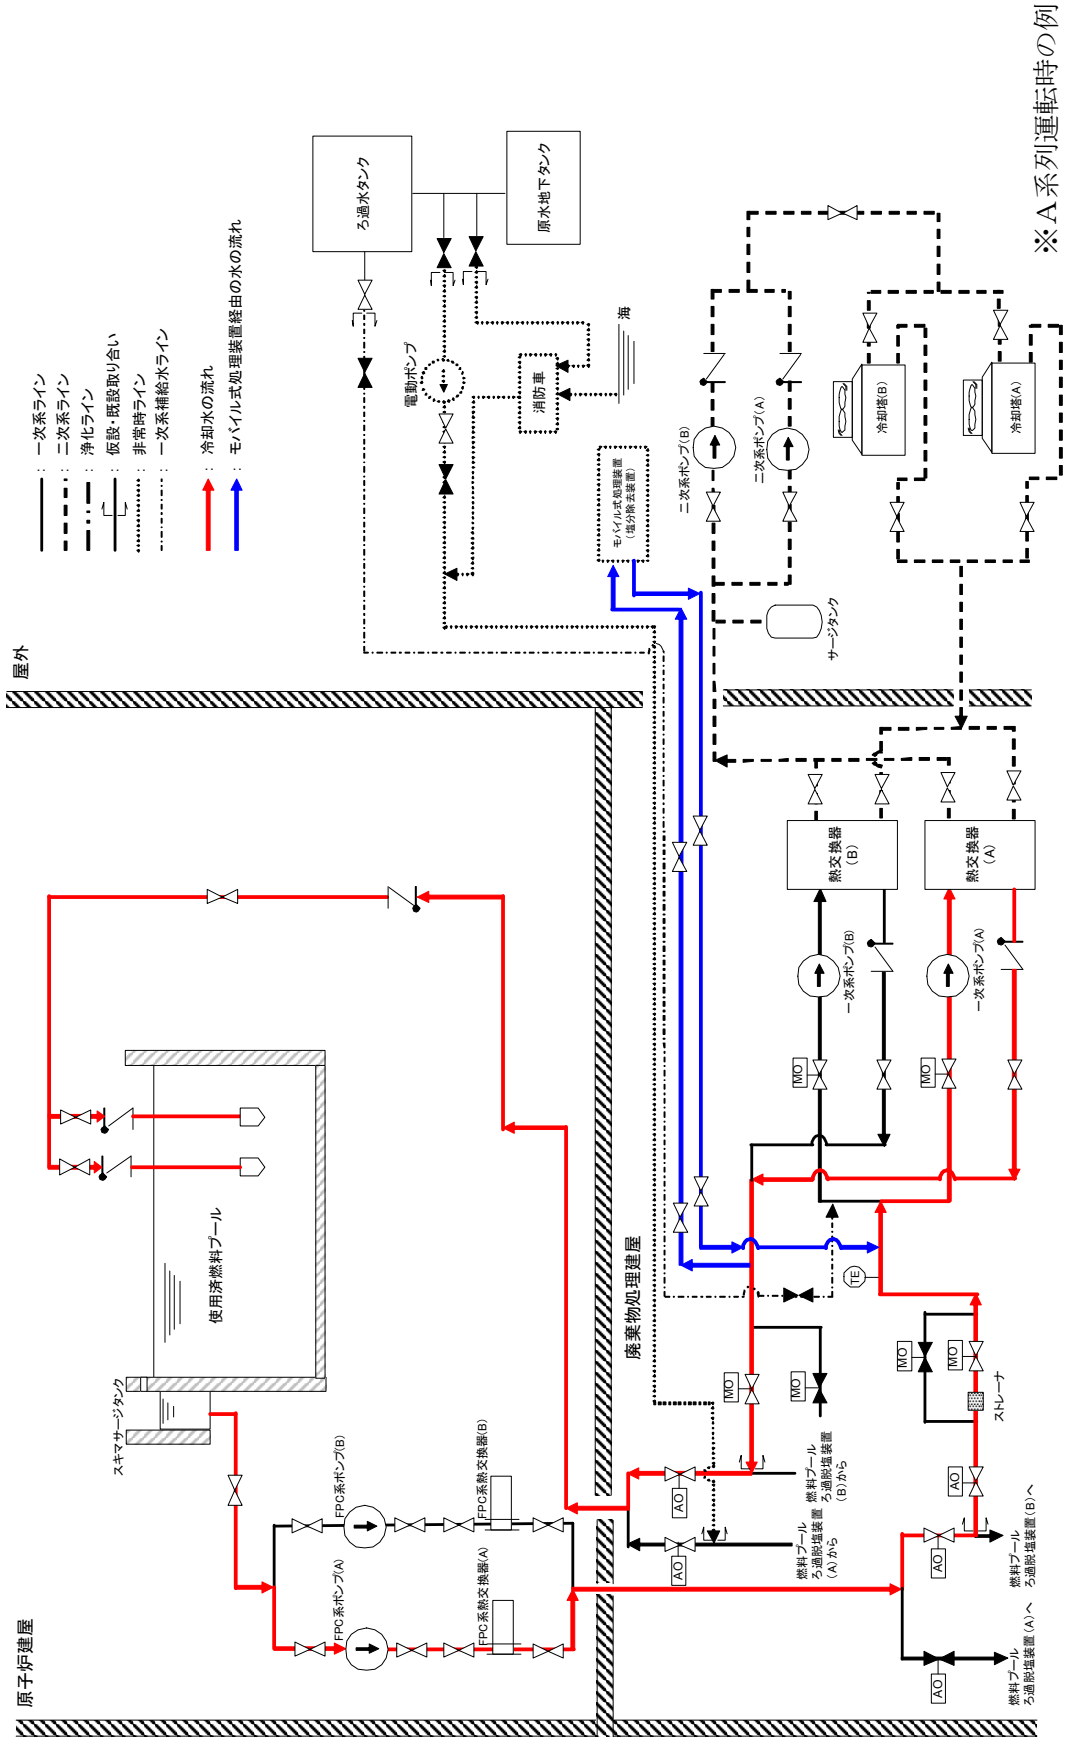 ※A系列運転時の例
原子炉建屋
屋外
: 一次系ライン
: 二次系ライン
: 浄化ライン
: 仮設・既設取り合い
: 非常時ライン
: 一次系補給水ライン
: 冷却水の流れ
: モバイル式処理装置経由の水の流れ
ろ過水タンク
原水地下タンク
電動ポンプ
消防車
海
モバイル式処理装置
(塩分除去装置)
二次系ポンプ(B)
二次系ポンプ(A)
冷却塔(B)
冷却塔(A)
サージタンク
スキマサージタンク
使用済燃料プール
FPC系ポンプ(B)
FPC系熱交換器(B)
FPC系ポンプ(A)
FPC系熱交換器(A)
廃棄物処理建屋
熱交換器
(B)
熱交換器
(A)
一次系ポンプ(B)
一次系ポンプ(A)
MO
MO
TE
MO
MO
MO
MO
ストレーナ
AO
AO
AO
AO
AO
燃料プール
ろ過脱塩装置
(B)から
燃料プール
ろ過脱塩装置
(A)から
燃料プール
ろ過脱塩装置(B)へ
燃料プール
ろ過脱塩装置(A)へ